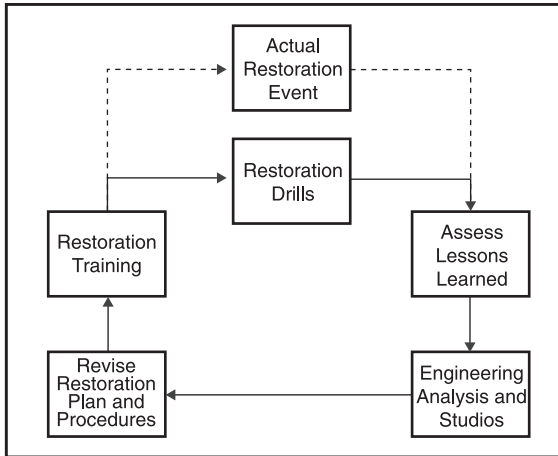 Actual
Restoration
Event
Restoration
Drills
Restoration
Training
Assess
Lessons
Learned
Revise
Restoration
Plan and
Procedures
Engineering
Analysis and
Studios